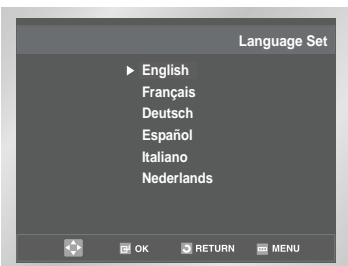 Language Set
English
Français
Deutsch
Español
Italiano
Nederlands
OK RETURN MENU